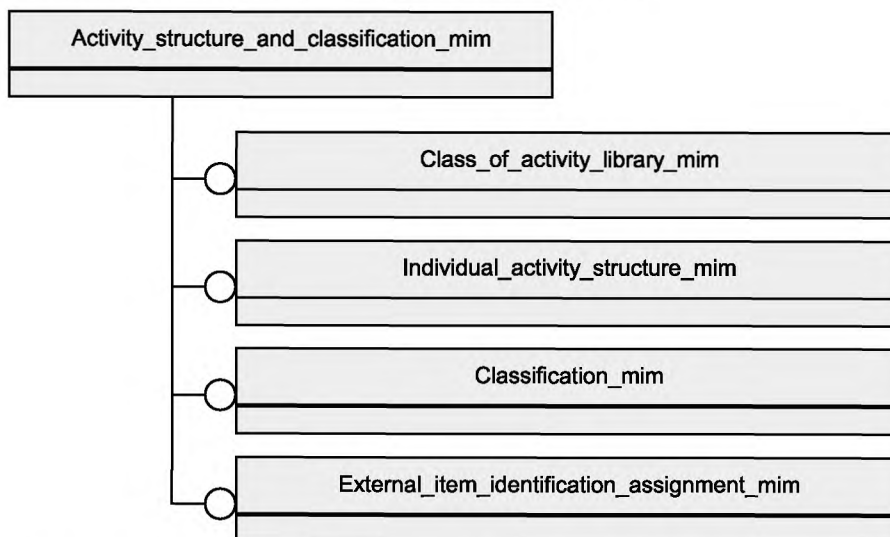 Activity_structure_and_classification_mim
Class_of_activity_library_mim
Individual_activity_structure_mim
Classification_mim
External_item_identification_assignment_mim